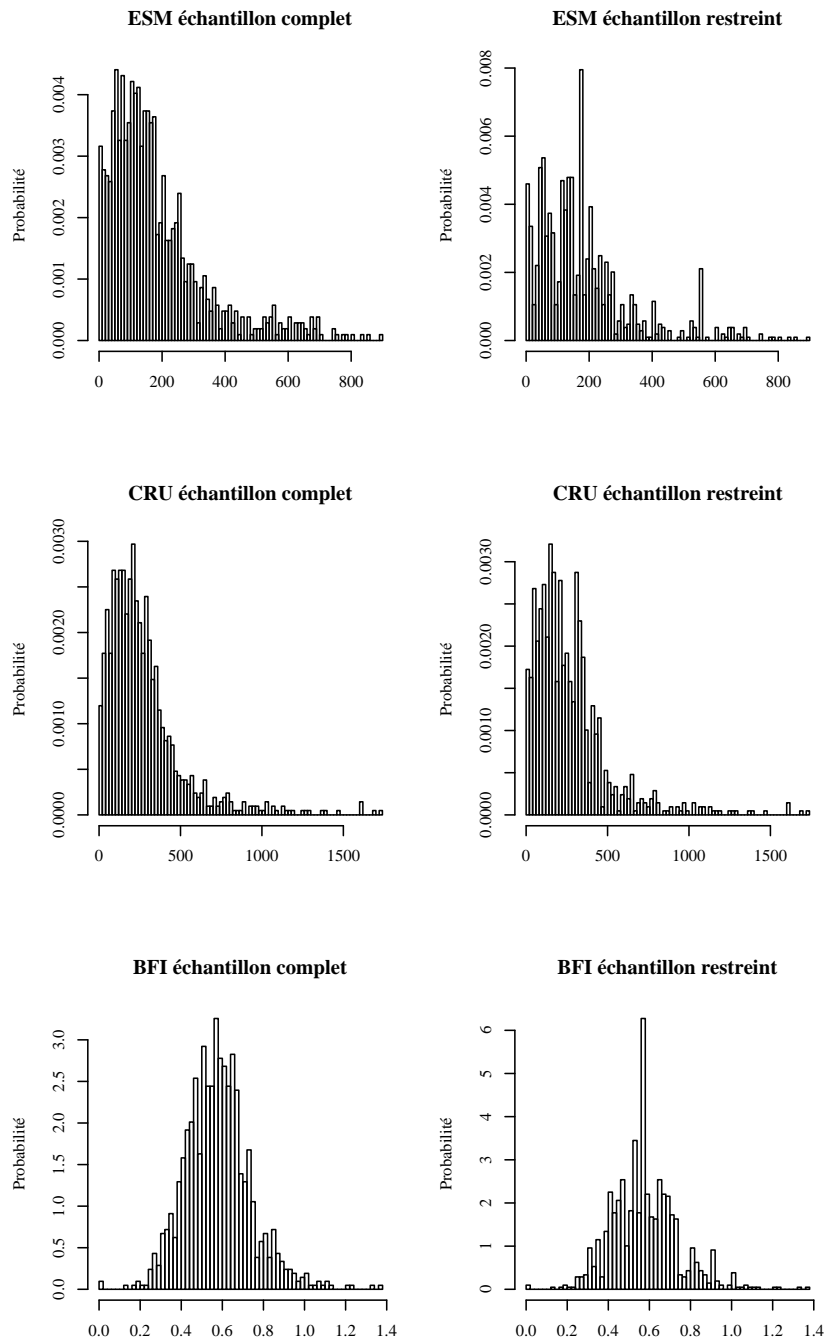 ESM échantillon complet
Probabilité
0.000 0.001 0.002 0.003 0.004
0 200 400 600 800
ESM échantillon restreint
Probabilité
0.000 0.002 0.004 0.006 0.008
0 200 400 600 800
CRU échantillon complet
Probabilité
0.0000 0.0010 0.0020 0.0030
0 500 1000 1500
CRU échantillon restreint
Probabilité
0.0000 0.0010 0.0020 0.0030
0 500 1000 1500
BFI échantillon complet
Probabilité
0.0 0.5 1.0 1.5 2.0 2.5 3.0
0.0 0.2 0.4 0.6 0.8 1.0 1.2 1.4
BFI échantillon restreint
Probabilité
0 1 2 3 4 5 6
0.0 0.2 0.4 0.6 0.8 1.0 1.2 1.4